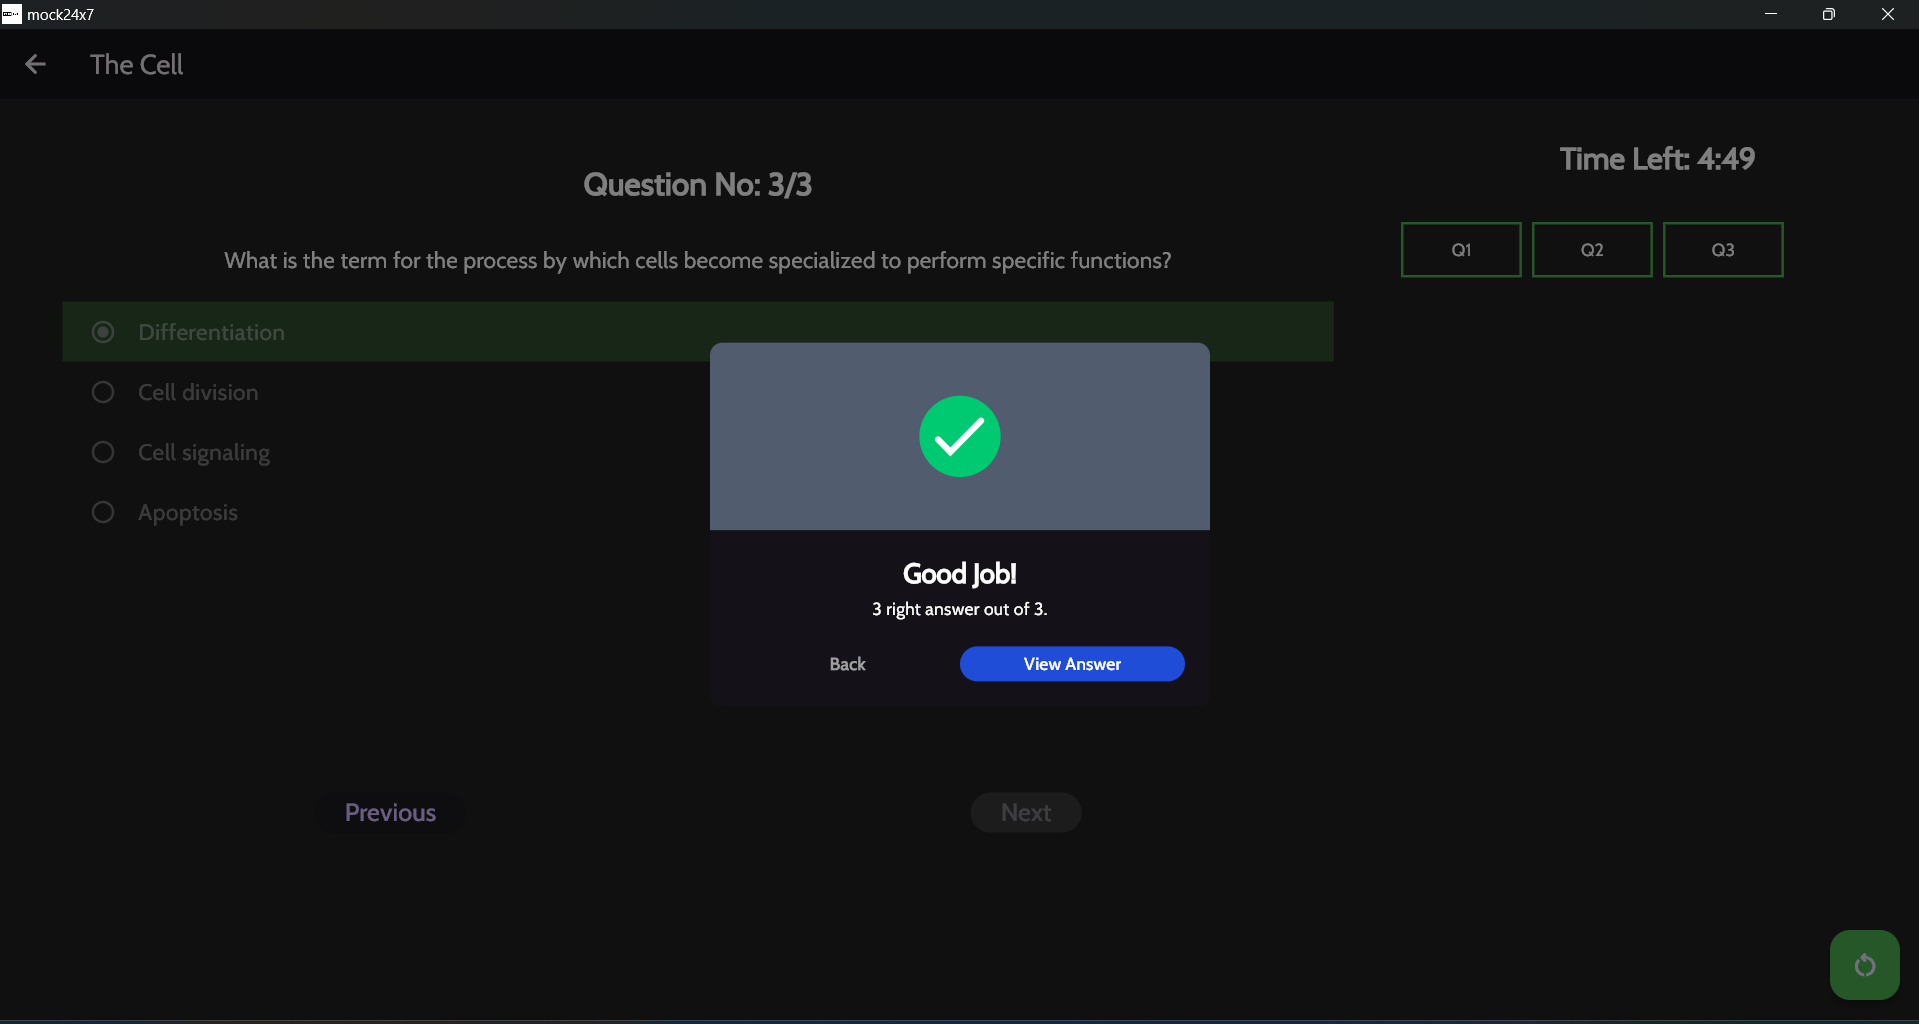 mock24x7
The Cell
Time Left: 4:49
Question No: 3/3
Q1 Q2 Q3
What is the term for the process by which cells become specialized to perform specific functions?
Differentiation
Cell division
Cell signaling
Apoptosis
Good Job!
3 right answer out of 3.
Back View Answer
Previous Next